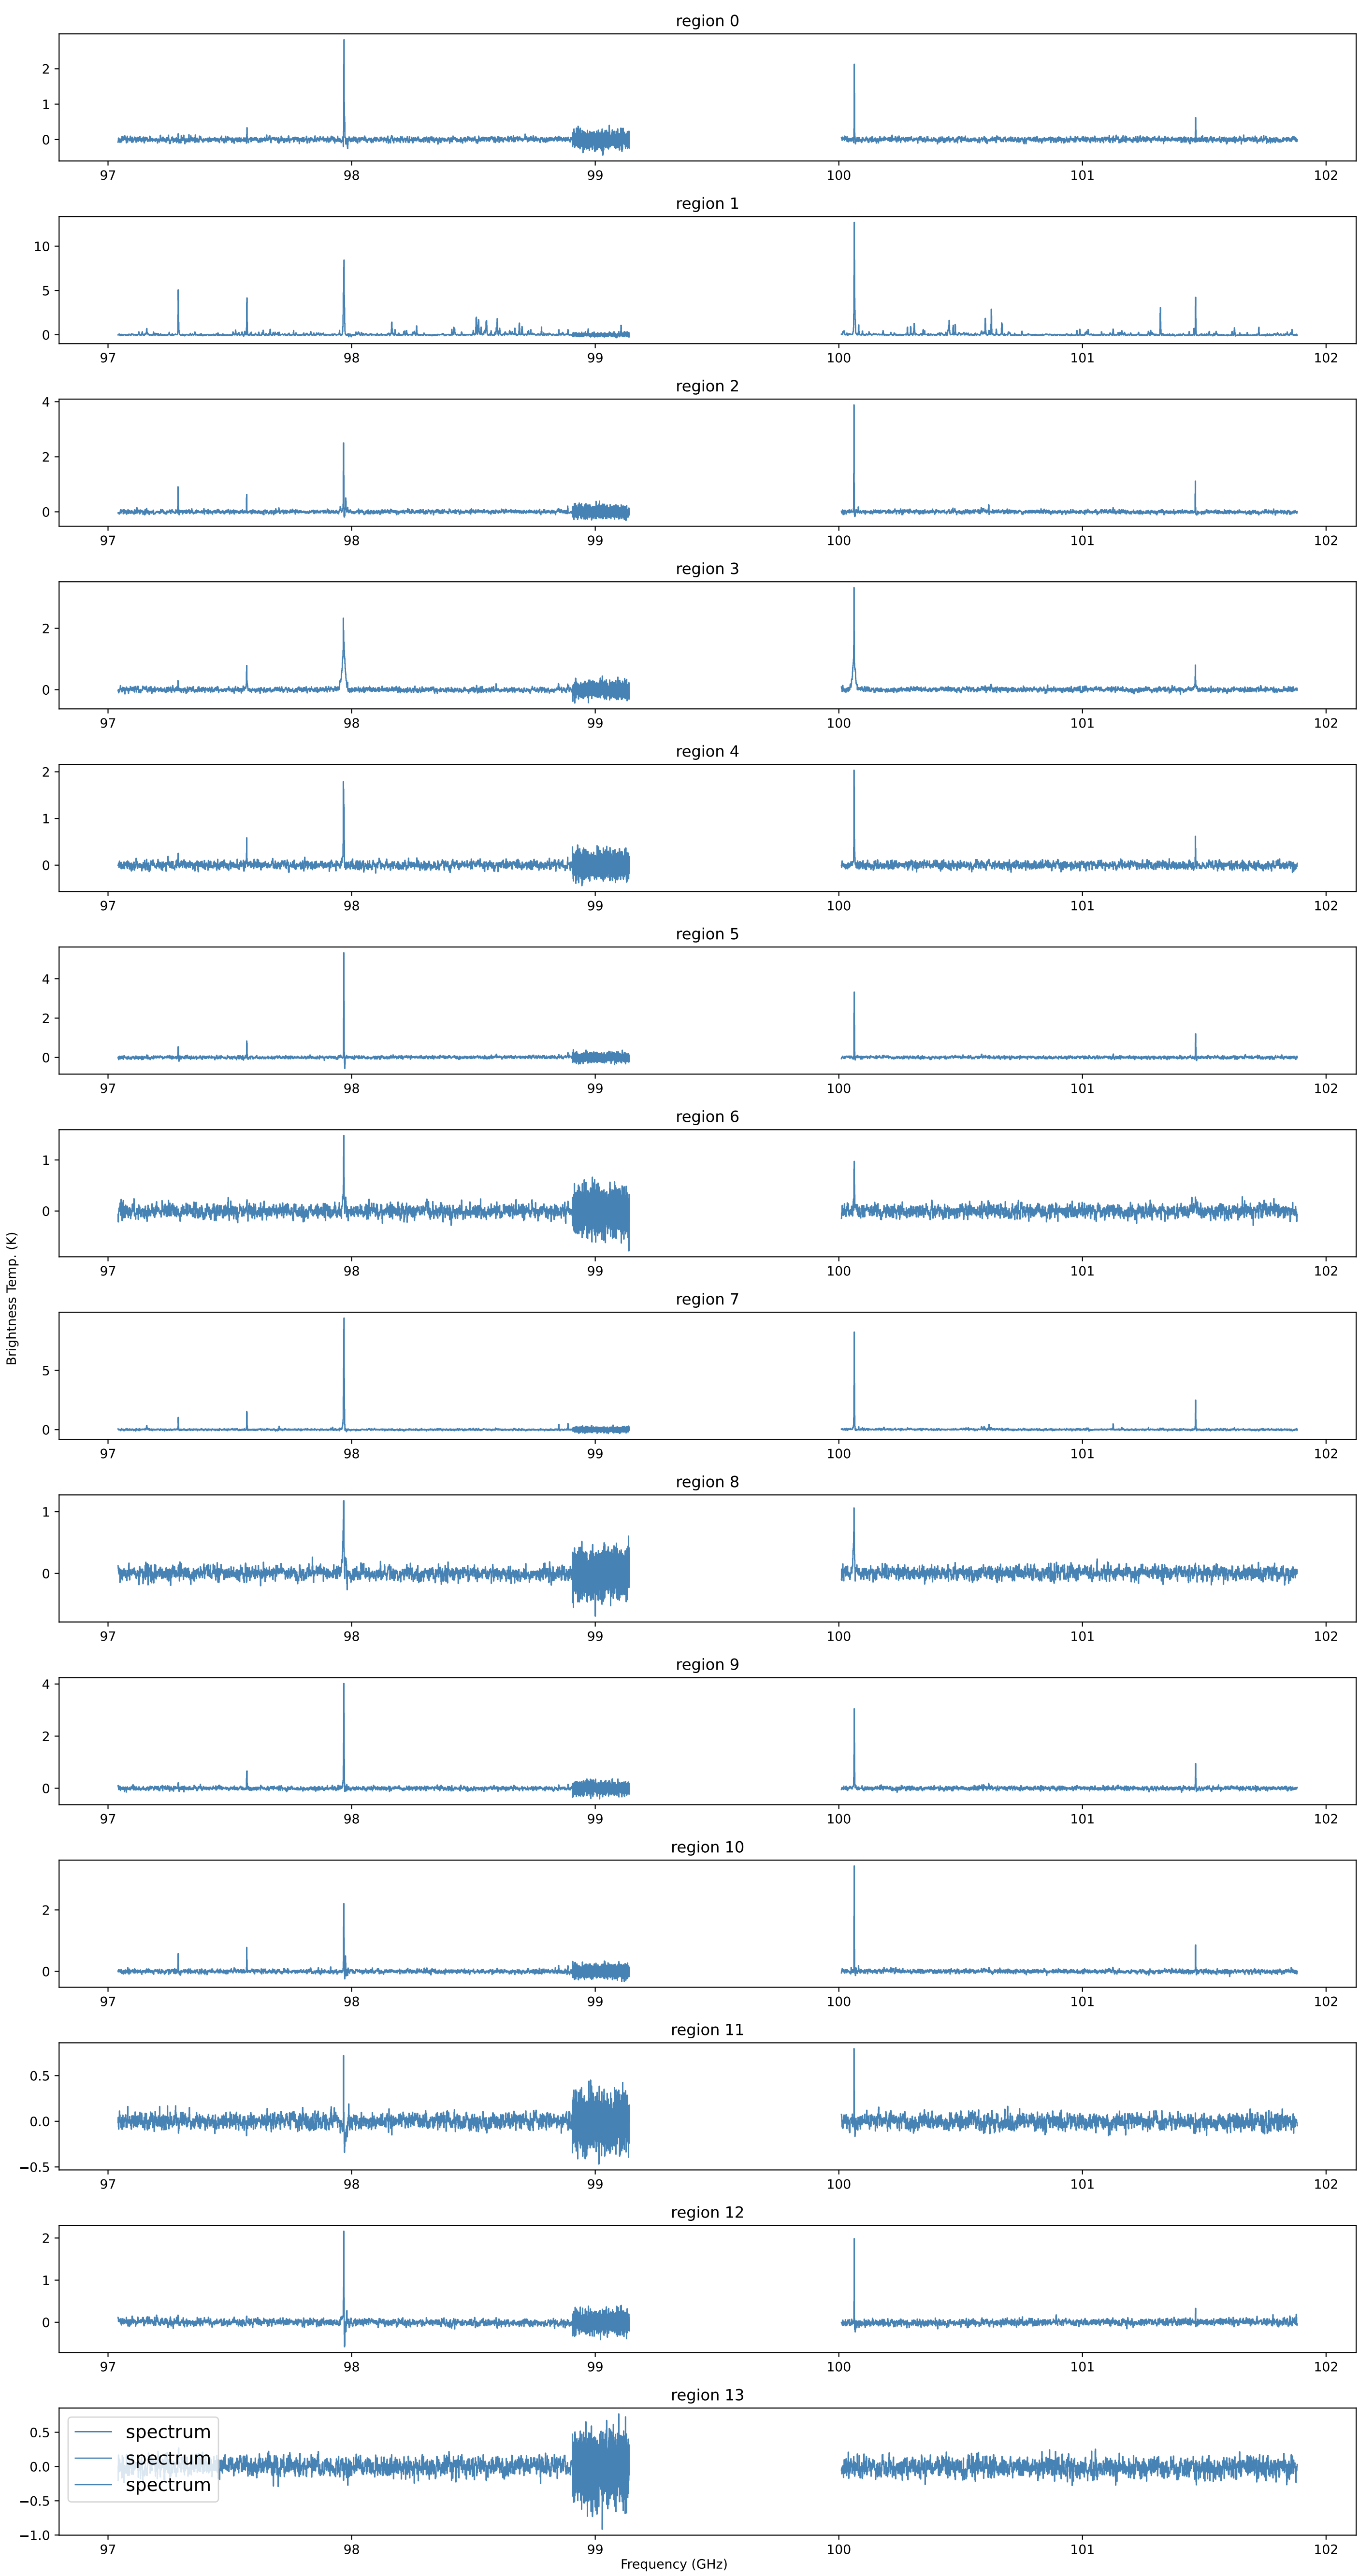 region 0
2
1
0
97 98 99 100 101 102
region 1
10
5
0
97 98 99 100 101 102
region 2
4
2
0
97 98 99 100 101 102
region 3
2
0
97 98 99 100 101 102
region 4
2
1
0
97 98 99 100 101 102
region 5
4
2
0
97 98 99 100 101 102
region 6
1
0
97 98 99 100 101 102
Brightness Temp. (K)
region 7
5
0
97 98 99 100 101 102
region 8
1
0
97 98 99 100 101 102
region 9
4
2
0
97 98 99 100 101 102
region 10
2
0
97 98 99 100 101 102
region 11
0.5
0.0
−0.5
97 98 99 100 101 102
region 12
2
1
0
97 98 99 100 101 102
region 13
spectrum
spectrum
spectrum
0.5
0.0
−0.5
−1.0
97 98 99 100 101 102
Frequency (GHz)